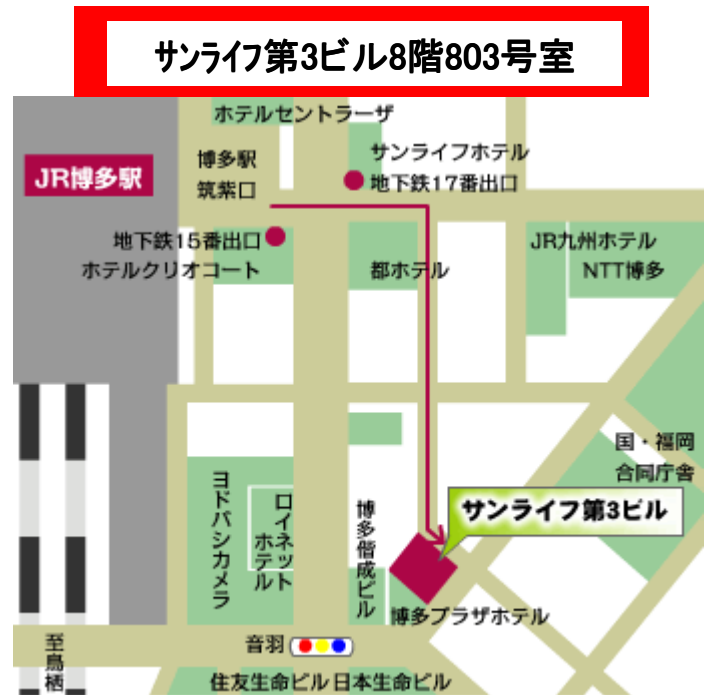 サンライフ第3ビル8階803号室
ホテルセントラーザ
サンライフホテル
地下鉄17番出口
博多駅
筑紫口
JR博多駅
地下鉄15番出口
ホテルクリオコート
都ホテル
JR九州ホテル
NTT博多
国・福岡
合同庁舎
サンライフ第3ビル
ヨドバシカメラ
ロイネット
ホテル
博多偕成ビル
博多プラザホテル
音羽
至鳥栖
住友生命ビル
日本生命ビル